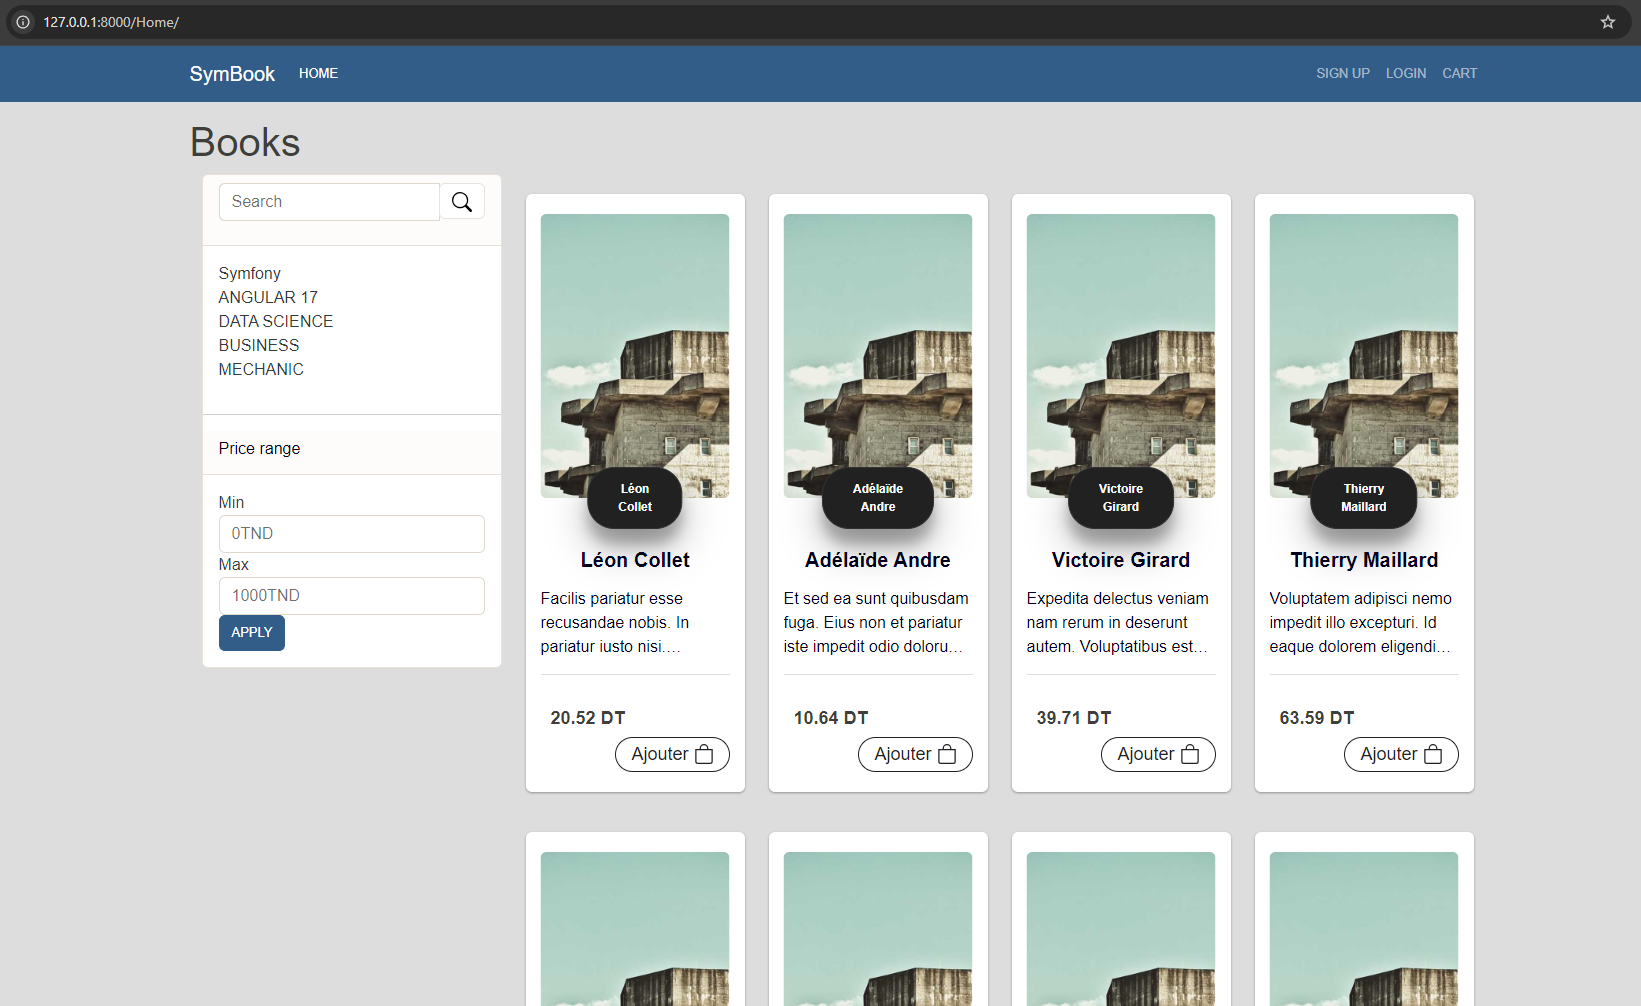 127.0.0.1:8000/Home/
SymBook HOME SIGN UP LOGIN CART
Books
Search
Symfony
ANGULAR 17
DATA SCIENCE
BUSINESS
MECHANIC
Price range
Min
0TND
Max
1000TND
APPLY
Léon
Collet
Léon Collet
Facilis pariatur esse
recusandae nobis. In
pariatur iusto nisi....
20.52 DT
Ajouter
Adélaïde
Andre
Adélaïde Andre
Et sed ea sunt quibusdam
fuga. Eius non et pariatur
iste impedit odio doloru...
10.64 DT
Ajouter
Victoire
Girard
Victoire Girard
Expedita delectus veniam
nam rerum in deserunt
autem. Voluptatibus est...
39.71 DT
Ajouter
Thierry
Maillard
Thierry Maillard
Voluptatem adipisci nemo
impedit illo excepturi. Id
eaque dolorem eligendi...
63.59 DT
Ajouter